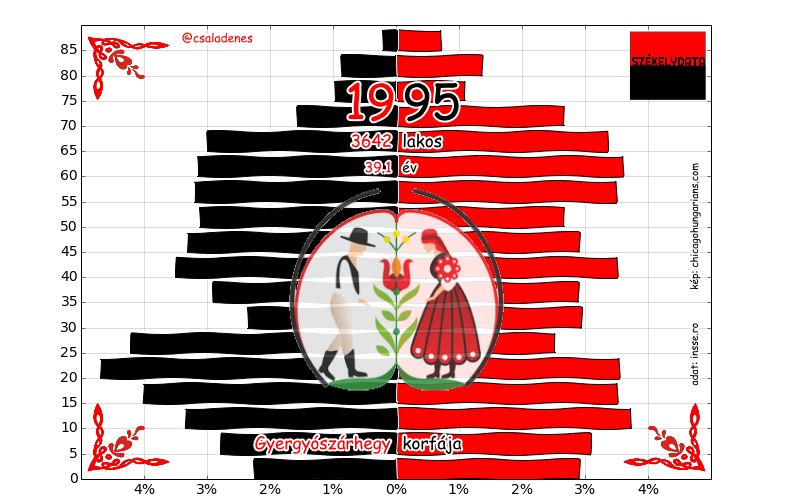 @csaladenes
SZÉKELYDATA
1995
3642 lakos
39.1 év
kép: chicagohungarians.com
adat: insse.ro
Gyergyószárhegy korfája
85
80
75
70
65
60
55
50
45
40
35
30
25
20
15
10
5
0
4% 3% 2% 1% 0% 1% 2% 3% 4%